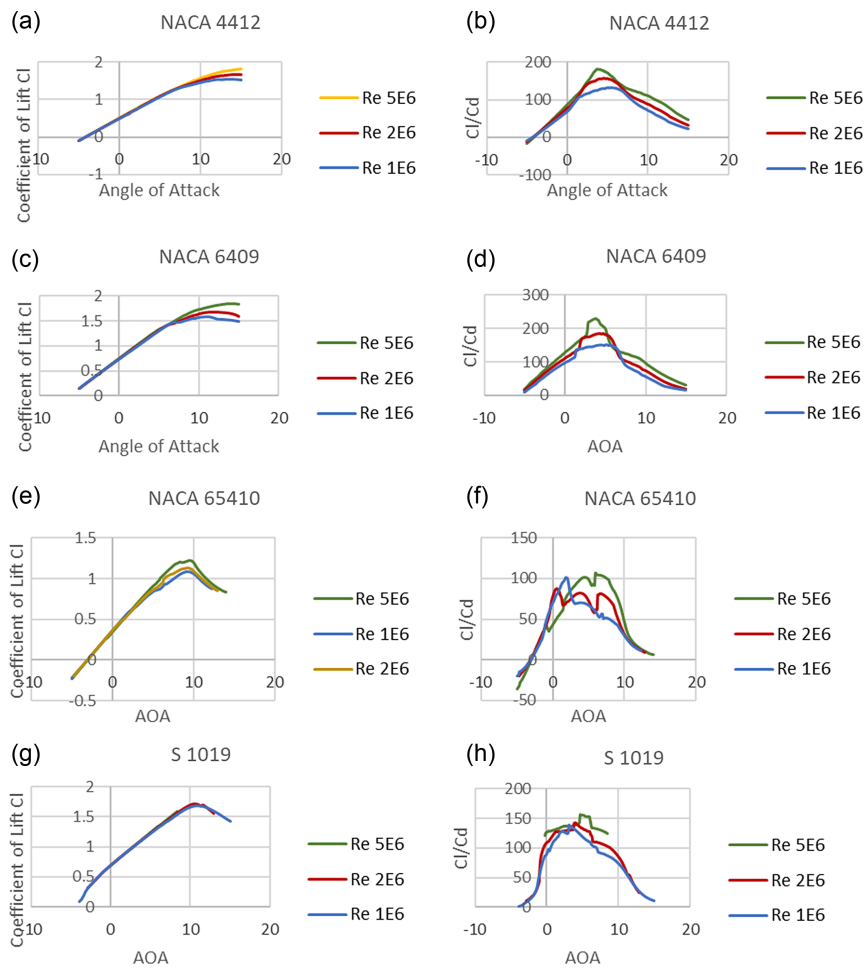 (a)
NACA 4412
Coefficient of Lift Cl
2
1
0
-1
-10
0
10
20
Angle of Attack
Re 5E6
Re 2E6
Re 1E6
(b)
NACA 4412
Cl/Cd
200
100
0
-100
-10
0
10
20
Angle of Attack
Re 5E6
Re 2E6
Re 1E6
(c)
NACA 6409
Coefficent of Lift Cl
2
1.5
1
0.5
0
-10
0
10
20
Angle of Attack
Re 5E6
Re 2E6
Re 1E6
(d)
NACA 6409
Cl/Cd
300
200
100
0
-10
0
10
20
AOA
Re 5E6
Re 2E6
Re 1E6
(e)
NACA 65410
Coefficient of Lift Cl
1.5
1
0.5
0
-0.5
-10
0
10
20
AOA
Re 5E6
Re 1E6
Re 2E6
(f)
NACA 65410
Cl/Cd
150
100
50
0
-50
-10
0
10
20
AOA
Re 5E6
Re 2E6
Re 1E6
(g)
S 1019
Coefficient of Lift Cl
2
1.5
1
0.5
0
-10
0
10
20
AOA
Re 5E6
Re 2E6
Re 1E6
(h)
S 1019
Cl/Cd
200
150
100
50
0
-10
0
10
20
AOA
Re 5E6
Re 2E6
Re 1E6